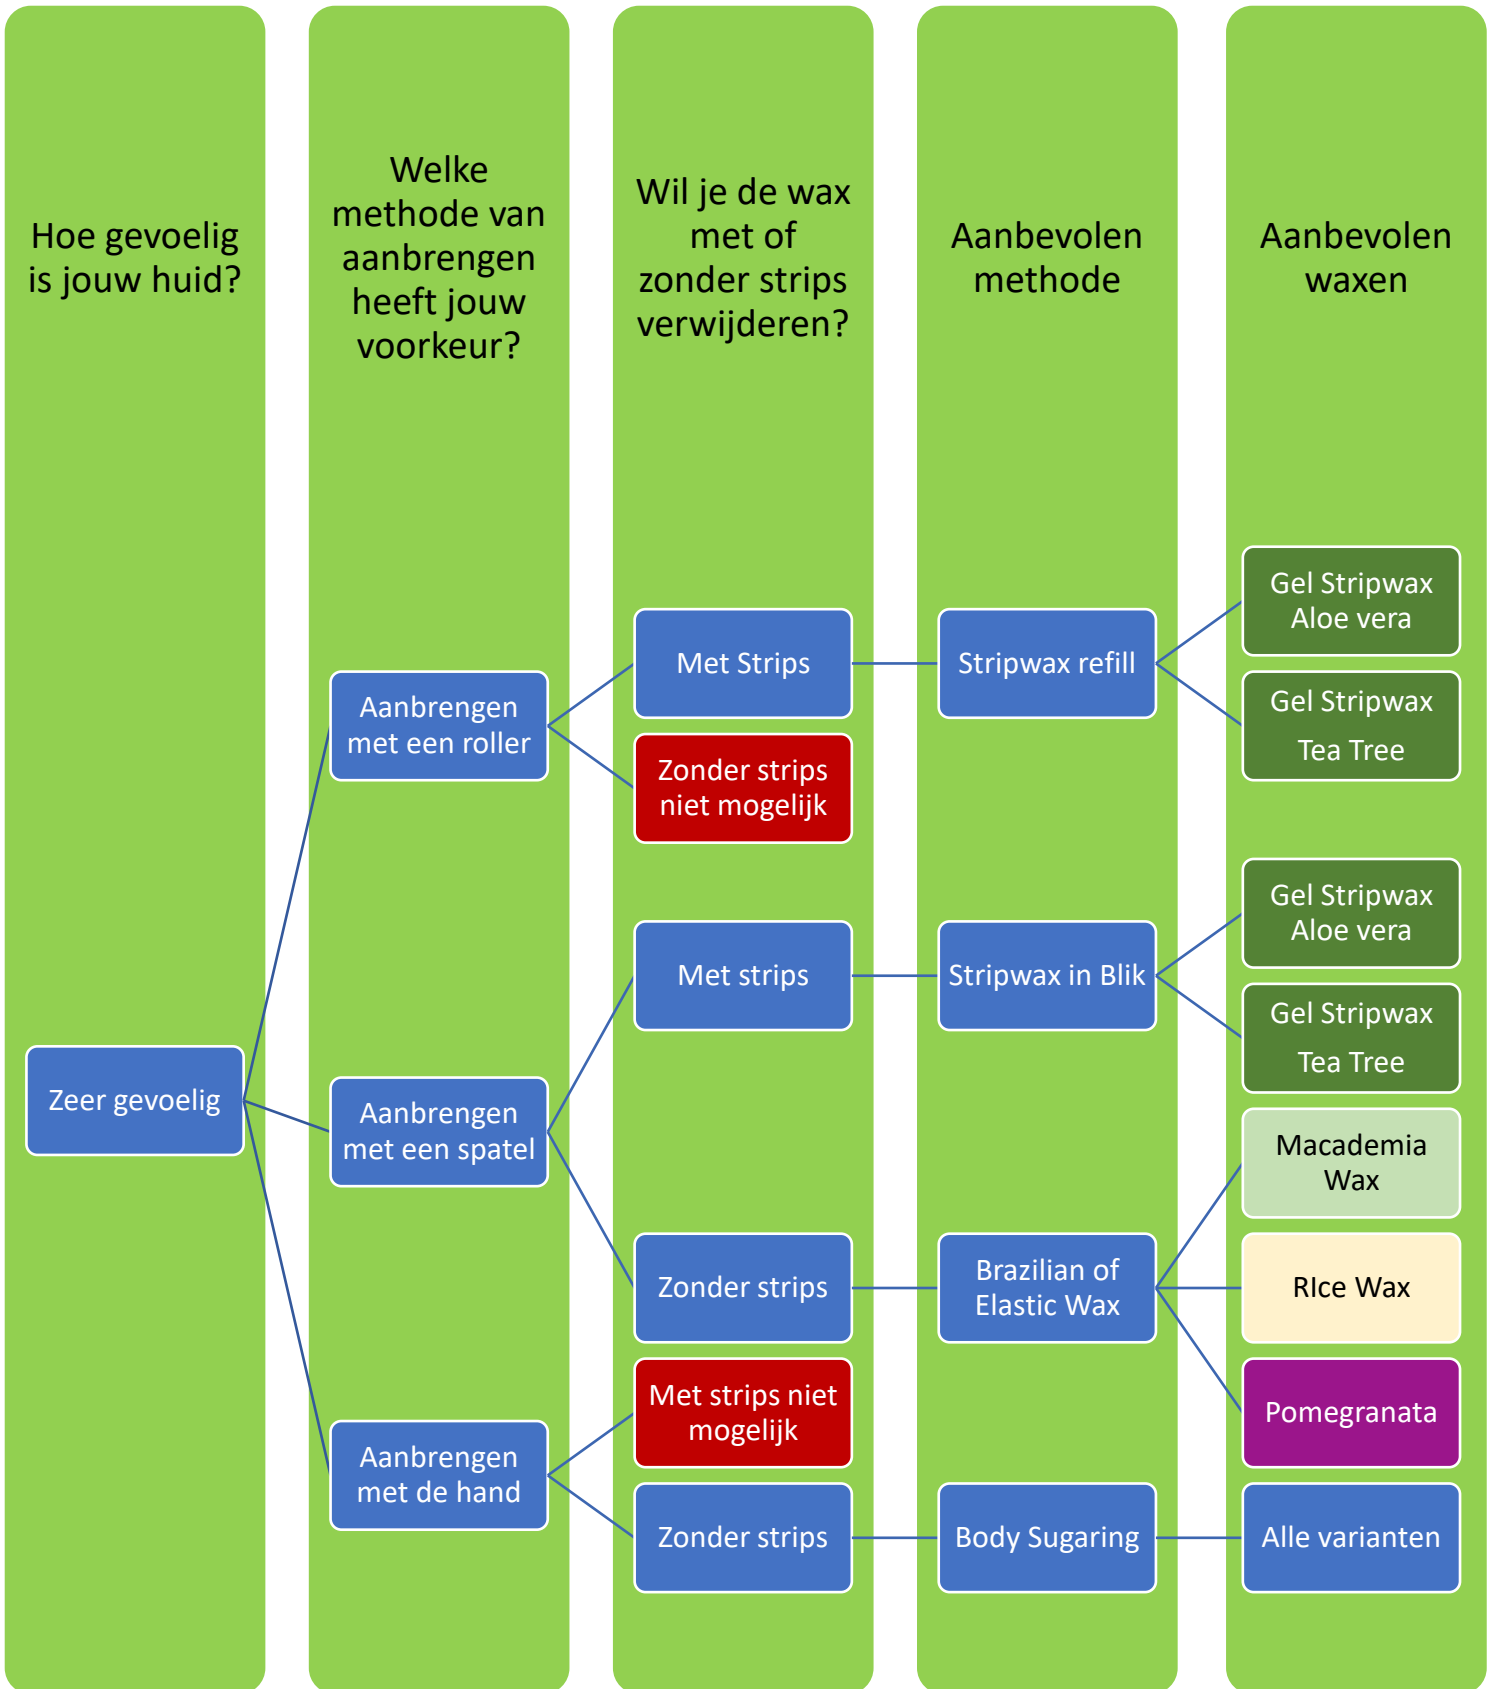 Hoe gevoelig
is jouw huid?
Welke
methode van
aanbrengen
heeft jouw
voorkeur?
Wil je de wax
met of
zonder strips
verwijderen?
Aanbevolen
methode
Aanbevolen
waxen
Zeer gevoelig
Aanbrengen
met een roller
Met Strips
Stripwax refill
Gel Stripwax
Aloe vera
Gel Stripwax
Tea Tree
Zonder strips
niet mogelijk
Aanbrengen
met een spatel
Met strips
Stripwax in Blik
Gel Stripwax
Aloe vera
Gel Stripwax
Tea Tree
Zonder strips
Brazilian of
Elastic Wax
Macademia
Wax
RIce Wax
Pomegranata
Aanbrengen
met de hand
Met strips niet
mogelijk
Zonder strips
Body Sugaring
Alle varianten